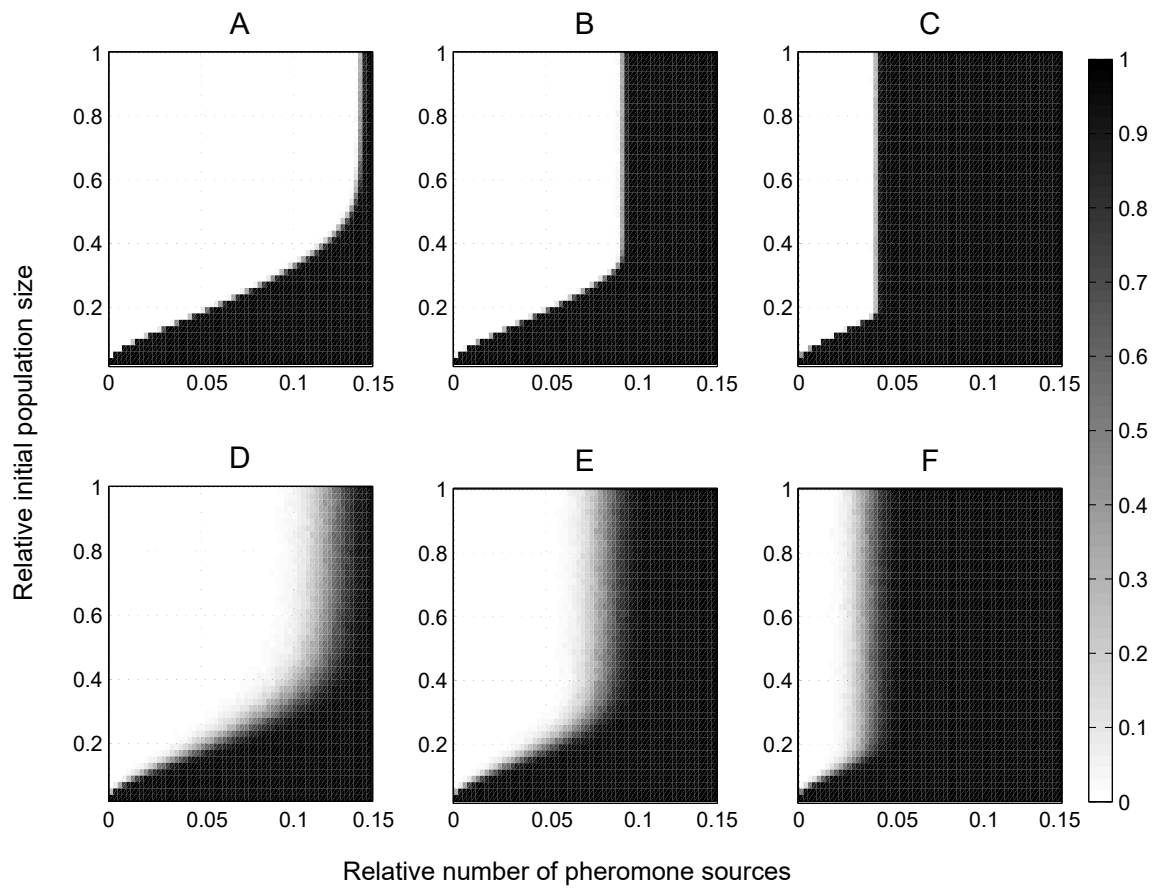 A B C
1 1 1 1
0.8 0.8 0.8 0.9
0.6 0.6 0.6 0.8
0.4 0.4 0.4 0.7
0.2 0.2 0.2 0.6
0 0.05 0.1 0.15 0 0.05 0.1 0.15 0 0.05 0.1 0.15
Relative initial population size
D E F
0.5
1 1 1 0.4
0.8 0.8 0.8 0.3
0.6 0.6 0.6 0.2
0.4 0.4 0.4 0.1
0.2 0.2 0.2 0
0 0.05 0.1 0.15 0 0.05 0.1 0.15 0 0.05 0.1 0.15
Relative number of pheromone sources